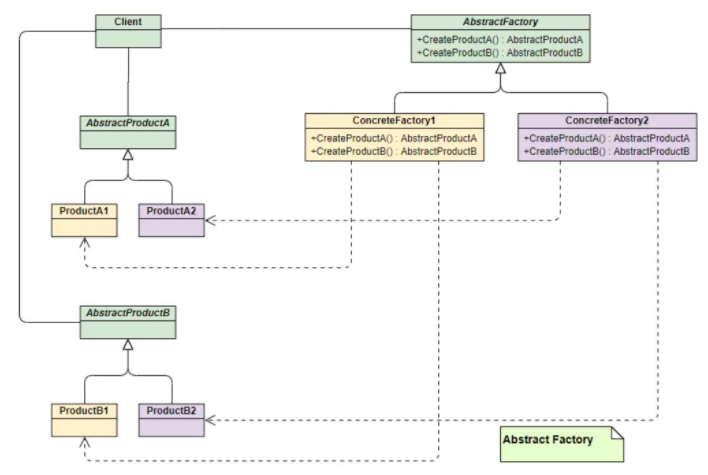 Client
AbstractFactory
+CreateProductA() : AbstractProductA
+CreateProductB() : AbstractProductB
AbstractProductA
ConcreteFactory1
+CreateProductA() : AbstractProductA
+CreateProductB() : AbstractProductB
ConcreteFactory2
+CreateProductA() : AbstractProductA
+CreateProductB() : AbstractProductB
ProductA1
ProductA2
AbstractProductB
ProductB1
ProductB2
Abstract Factory